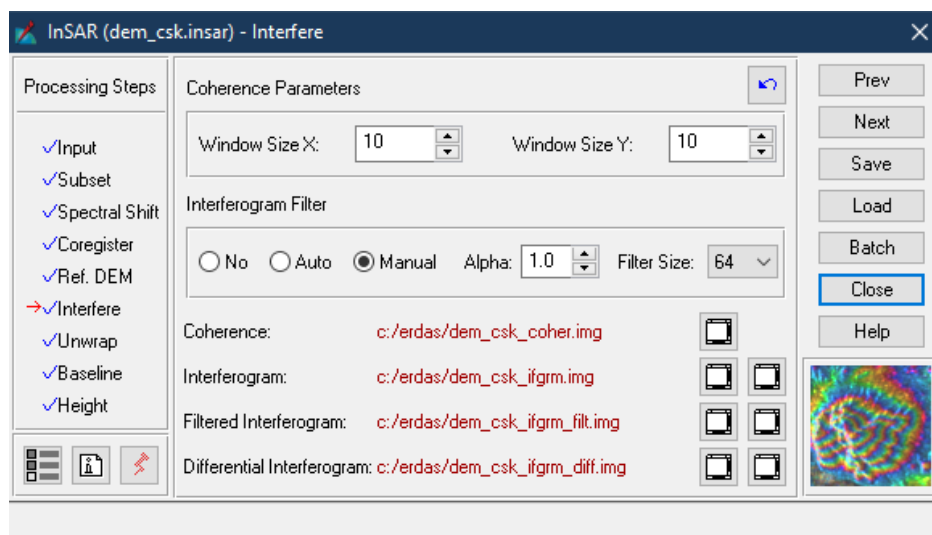 InSAR (dem_csk.insar) - Interfere
Processing Steps
Input
Subset
Spectral Shift
Coregister
Ref. DEM
Interfere
Unwrap
Baseline
Height
Coherence Parameters
Window Size X: 10 Window Size Y: 10
Interferogram Filter
No Auto Manual Alpha: 1.0 Filter Size: 64
Coherence: c:/erdas/dem_csk_coher.img
Interferogram: c:/erdas/dem_csk_ifgrm.img
Filtered Interferogram: c:/erdas/dem_csk_ifgrm_filt.img
Differential Interferogram: c:/erdas/dem_csk_ifgrm_diff.img
Prev
Next
Save
Load
Batch
Close
Help